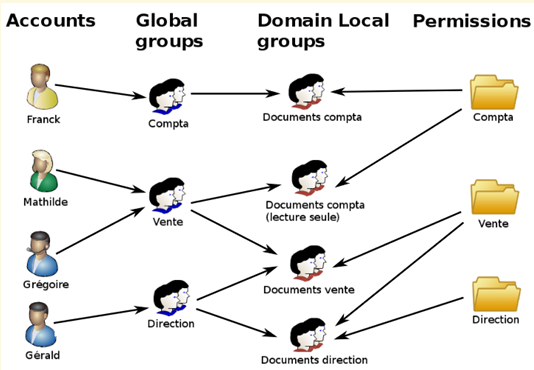 Accounts
Global
groups
Domain Local
groups
Permissions
Franck
Compta
Documents compta
Compta
Mathilde
Vente
Documents compta
(lecture seule)
Vente
Grégoire
Documents vente
Gérald
Direction
Documents direction
Direction